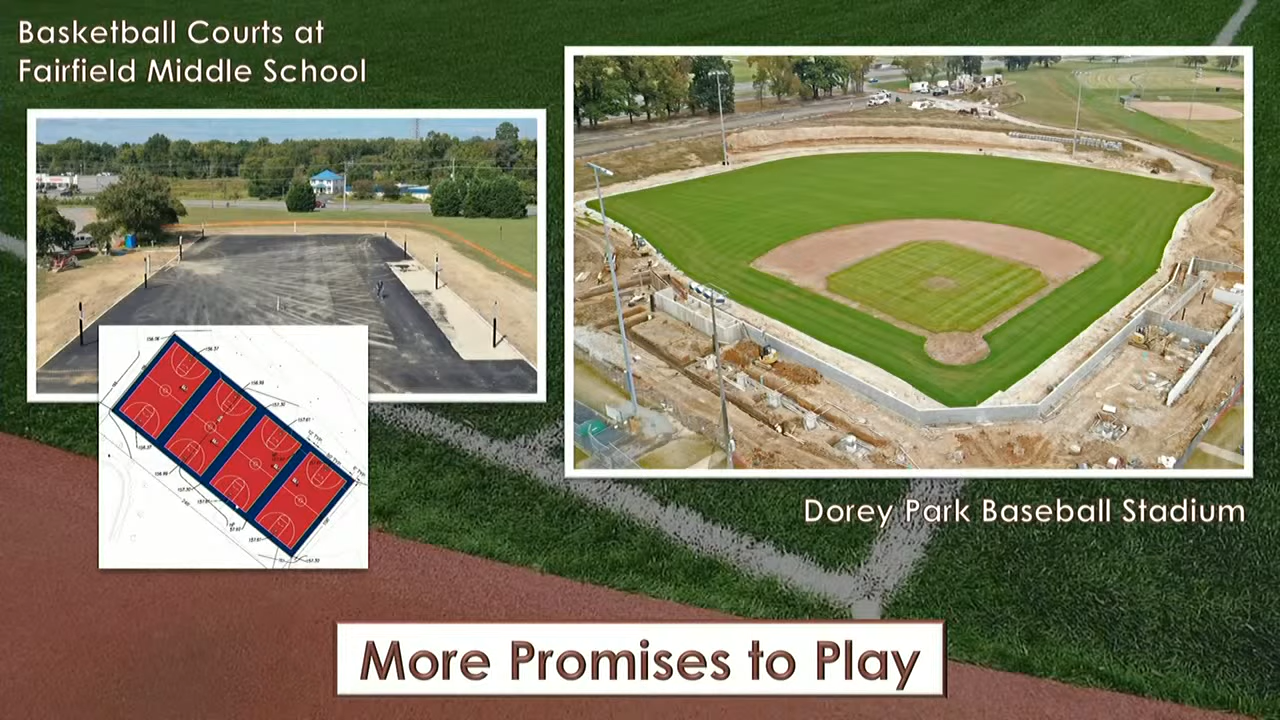 Basketball Courts at
Fairfield Middle School
Dorey Park Baseball Stadium
More Promises to Play